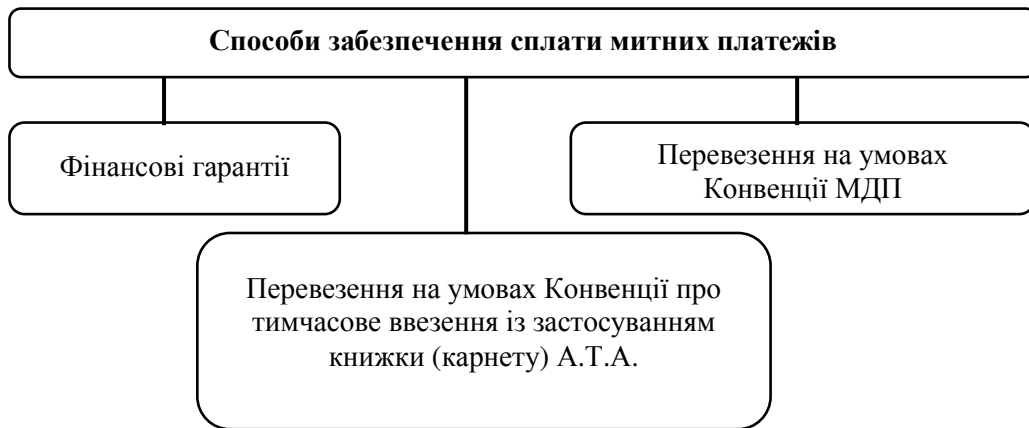 Способи забезпечення сплати митних платежів
Фінансові гарантії
Перевезення на умовах
Конвенції МДП
Перевезення на умовах Конвенції про
тимчасове ввезення із застосуванням
книжки (карнету) А.Т.А.